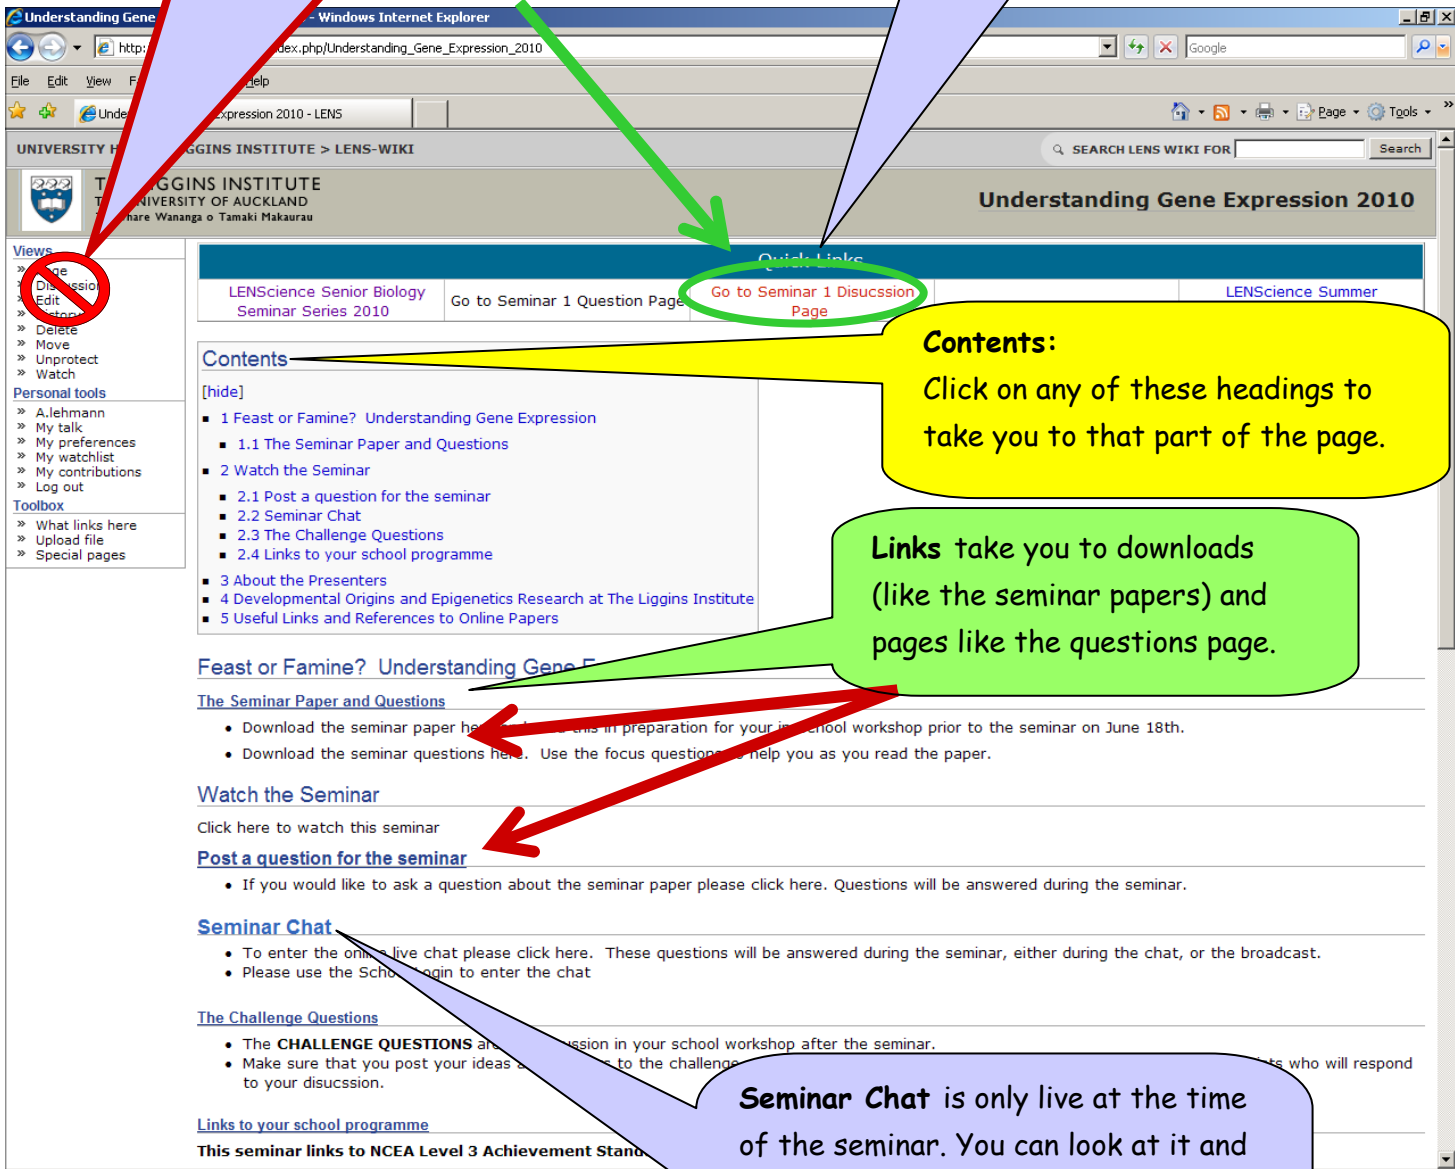 Understanding Gene - Windows Internet Explorer
http: dex.php/Understanding_Gene_Expression_2010
Google
File Edit View F Help
Unde Expression 2010 - LENS
Page Tools
UNIVERSITY H GGINS INSTITUTE > LENS-WIKI
SEARCH LENS WIKI FOR Search
T GGINS INSTITUTE
T NIVERSITY OF AUCKLAND
hare Wananga o Tamaki Makaurau
Understanding Gene Expression 2010
Views
» Page
» Discussion
» Edit
» History
» Delete
» Move
» Unprotect
» Watch
Personal tools
» A.lehmann
» My talk
» My preferences
» My watchlist
» My contributions
» Log out
Toolbox
» What links here
» Upload file
» Special pages
Quick Links
LENScience Senior Biology
Seminar Series 2010
Go to Seminar 1 Question Page
Go to Seminar 1 Disucssion
Page
LENScience Summer
Contents
[hide]
1 Feast or Famine? Understanding Gene Expression
1.1 The Seminar Paper and Questions
2 Watch the Seminar
2.1 Post a question for the seminar
2.2 Seminar Chat
2.3 The Challenge Questions
2.4 Links to your school programme
3 About the Presenters
4 Developmental Origins and Epigenetics Research at The Liggins Institute
5 Useful Links and References to Online Papers
Contents:
Click on any of these headings to
take you to that part of the page.
Links take you to downloads
(like the seminar papers) and
pages like the questions page.
Feast or Famine? Understanding Gene E
The Seminar Paper and Questions
• Download the seminar paper her this in preparation for your in school workshop prior to the seminar on June 18th.
• Download the seminar questions here. Use the focus questions help you as you read the paper.
Watch the Seminar
Click here to watch this seminar
Post a question for the seminar
• If you would like to ask a question about the seminar paper please click here. Questions will be answered during the seminar.
Seminar Chat
• To enter the online live chat please click here. These questions will be answered during the seminar, either during the chat, or the broadcast.
• Please use the School Login to enter the chat
The Challenge Questions
• The CHALLENGE QUESTIONS a ussion in your school workshop after the seminar.
• Make sure that you post your ideas a s to the challenge ts who will respond
to your disucssion.
Links to your school programme
This seminar links to NCEA Level 3 Achievement Stand
Seminar Chat is only live at the time
of the seminar. You can look at it and